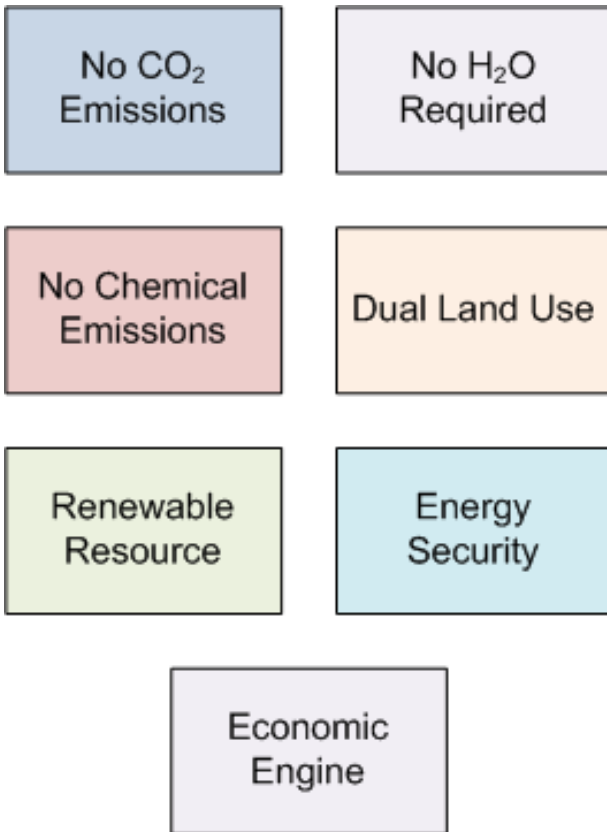 No CO₂
Emissions
No H₂O
Required
No Chemical
Emissions
Dual Land Use
Renewable
Resource
Energy
Security
Economic
Engine